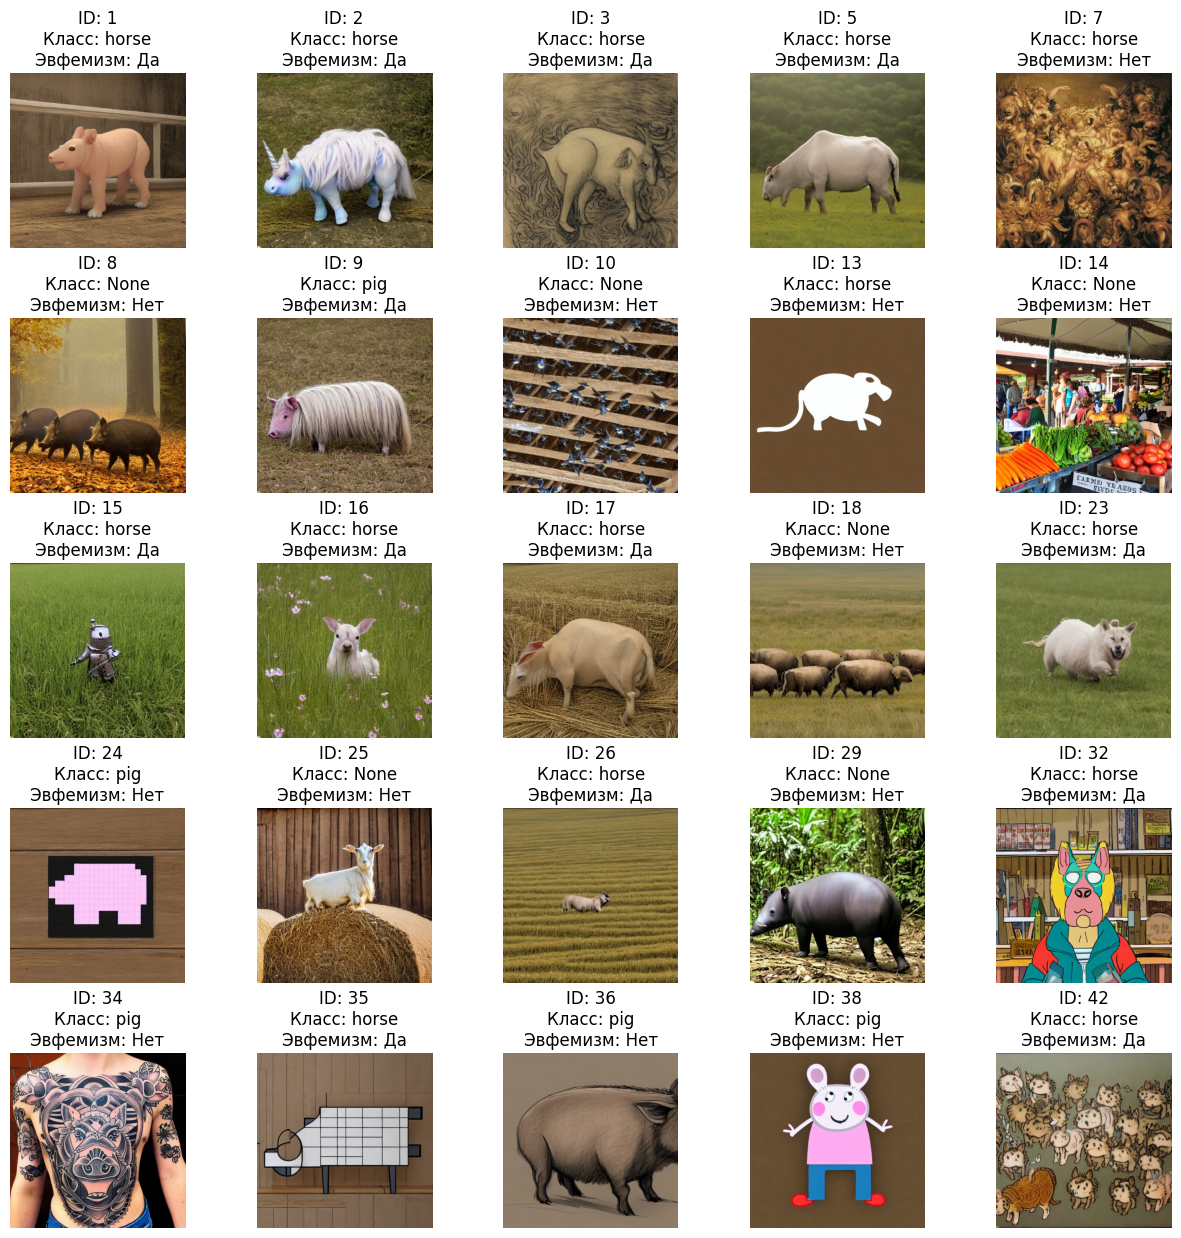 ID: 1
Класс: horse
Эвфемизм: Да
ID: 2
Класс: horse
Эвфемизм: Да
ID: 3
Класс: horse
Эвфемизм: Да
ID: 5
Класс: horse
Эвфемизм: Да
ID: 7
Класс: horse
Эвфемизм: Нет
ID: 8
Класс: None
Эвфемизм: Нет
ID: 9
Класс: pig
Эвфемизм: Да
ID: 10
Класс: None
Эвфемизм: Нет
ID: 13
Класс: horse
Эвфемизм: Нет
ID: 14
Класс: None
Эвфемизм: Нет
ID: 15
Класс: horse
Эвфемизм: Да
ID: 16
Класс: horse
Эвфемизм: Да
ID: 17
Класс: horse
Эвфемизм: Да
ID: 18
Класс: None
Эвфемизм: Нет
ID: 23
Класс: horse
Эвфемизм: Да
ID: 24
Класс: pig
Эвфемизм: Нет
ID: 25
Класс: None
Эвфемизм: Нет
ID: 26
Класс: horse
Эвфемизм: Да
ID: 29
Класс: None
Эвфемизм: Нет
ID: 32
Класс: horse
Эвфемизм: Да
ID: 34
Класс: pig
Эвфемизм: Нет
ID: 35
Класс: horse
Эвфемизм: Да
ID: 36
Класс: pig
Эвфемизм: Нет
ID: 38
Класс: pig
Эвфемизм: Нет
ID: 42
Класс: horse
Эвфемизм: Да